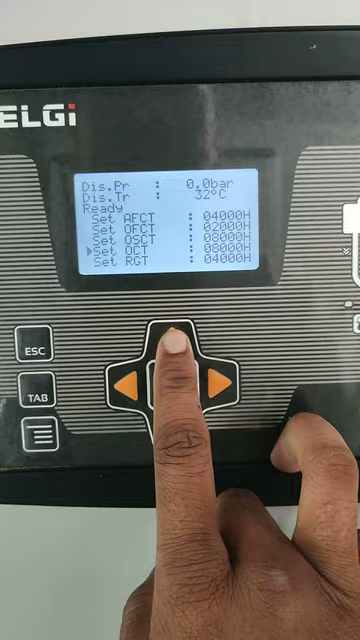 ELGi
Dis.Pr : 0.0bar
Dis.Tr : 32°C
Ready
Set AFCT : 04000H
Set OFCT : 02000H
Set OSCT : 08000H
Set OCT : 08000H
Set RGT : 04000H
ESC
TAB